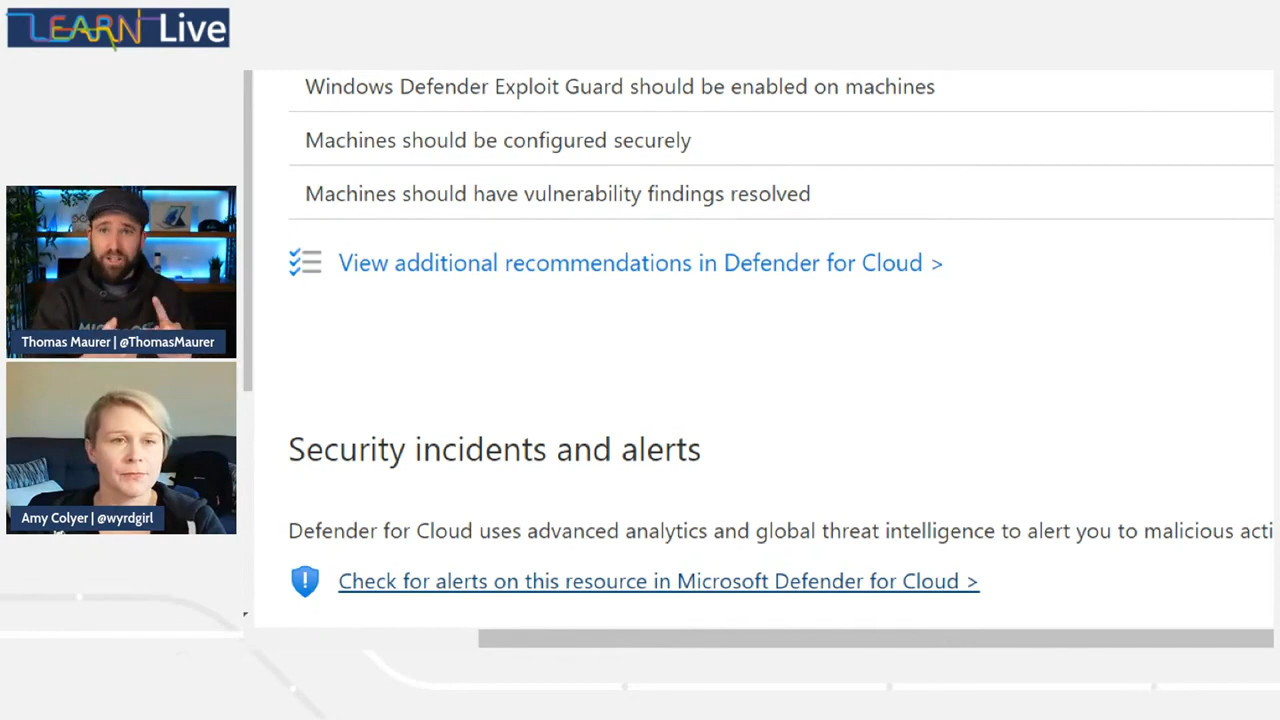 LEARN Live
Windows Defender Exploit Guard should be enabled on machines
Machines should be configured securely
Machines should have vulnerability findings resolved
View additional recommendations in Defender for Cloud >
Thomas Maurer | @ThomasMaurer
Security incidents and alerts
Amy Colyer | @wyrdgirl
Defender for Cloud uses advanced analytics and global threat intelligence to alert you to malicious acti
Check for alerts on this resource in Microsoft Defender for Cloud >